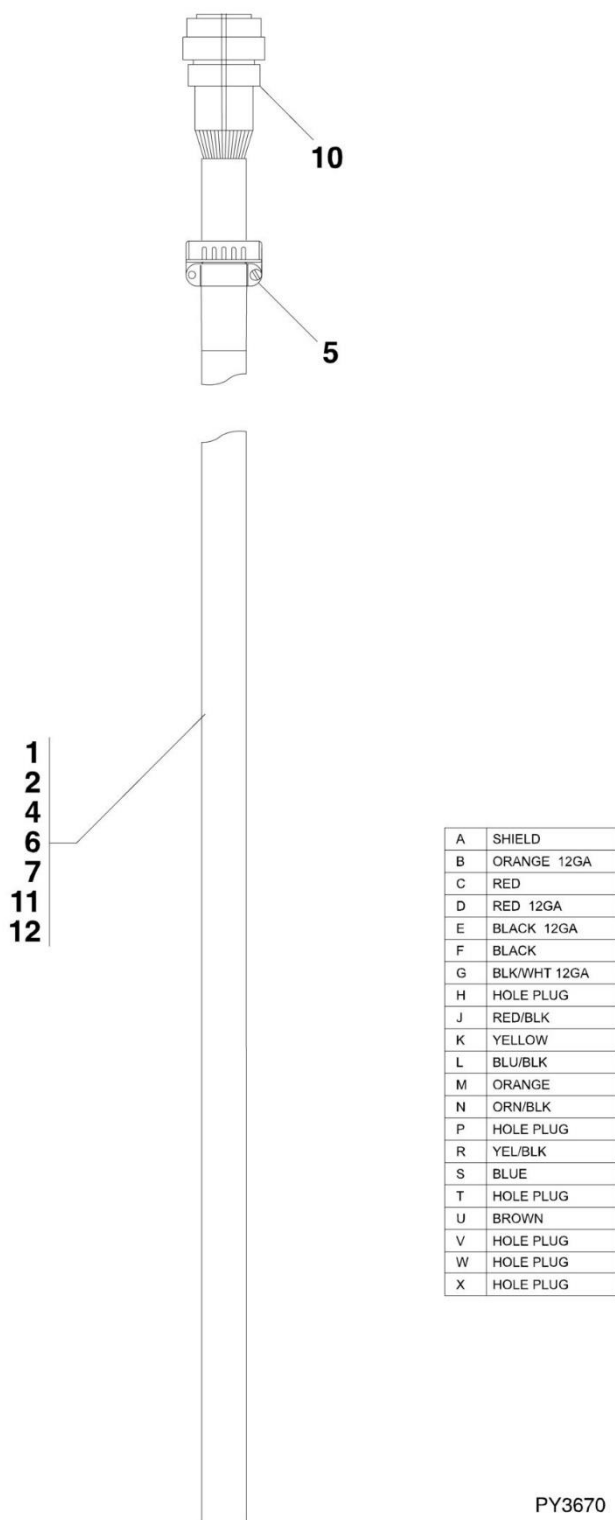 10
5
1
2
4
6
7
11
12
A SHIELD
B ORANGE 12GA
C RED
D RED 12GA
E BLACK 12GA
F BLACK
G BLK/WHT 12GA
H HOLE PLUG
J RED/BLK
K YELLOW
L BLU/BLK
M ORANGE
N ORN/BLK
P HOLE PLUG
R YEL/BLK
S BLUE
T HOLE PLUG
U BROWN
V HOLE PLUG
W HOLE PLUG
X HOLE PLUG
PY3670